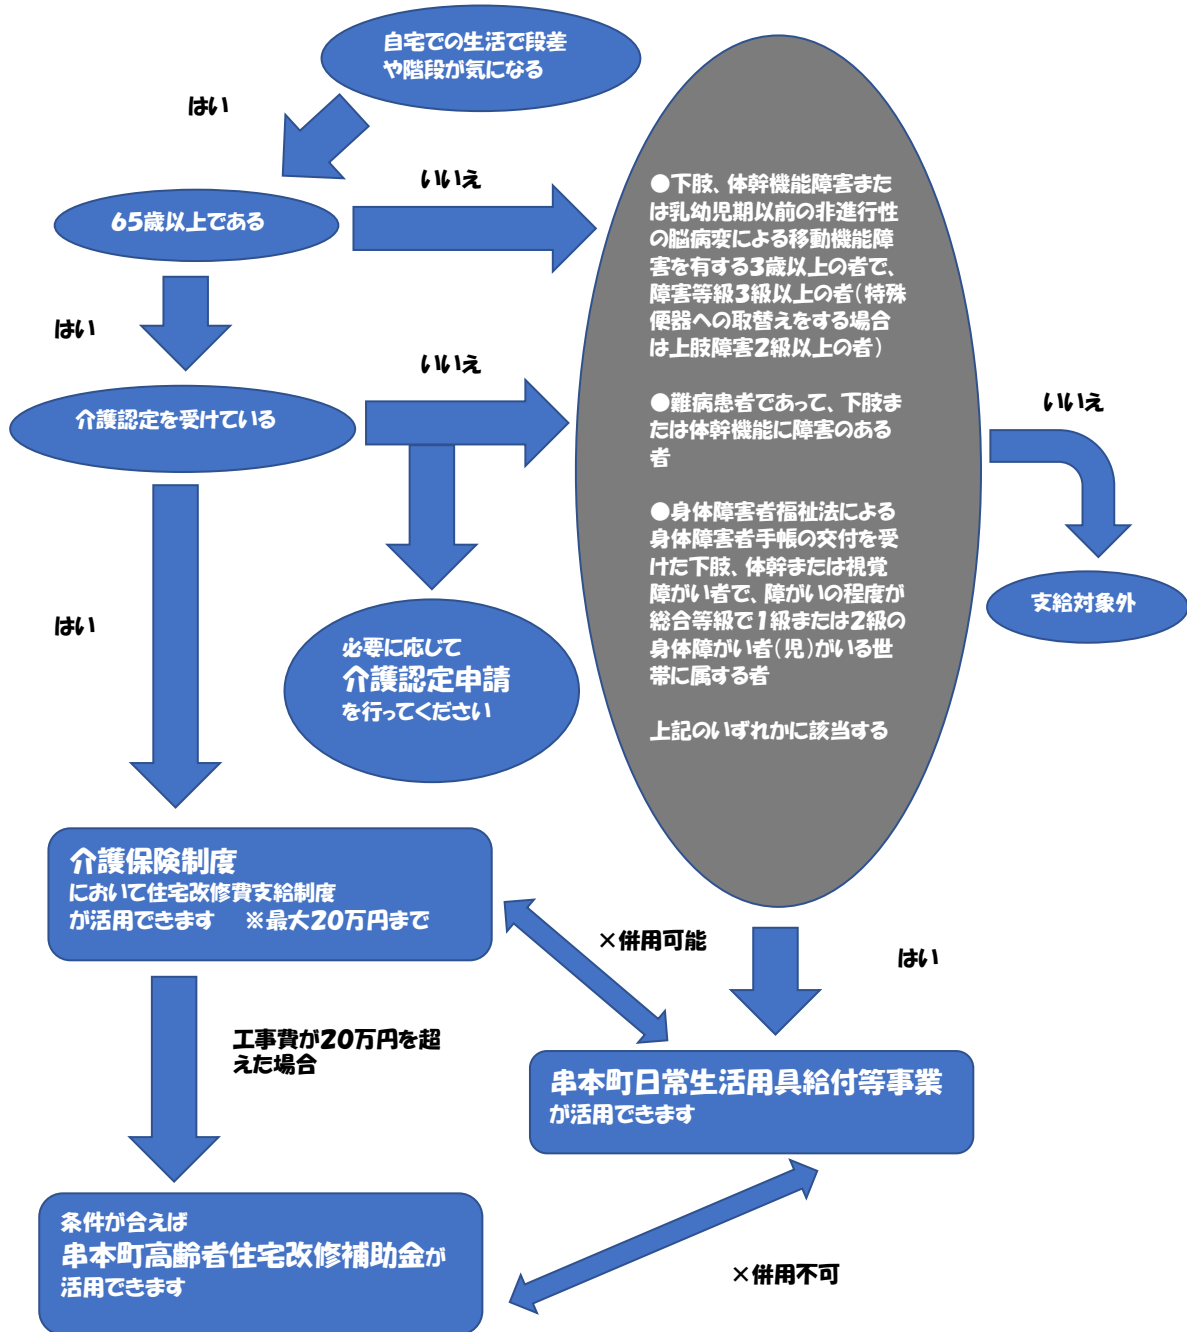 自宅での生活で段差
や階段が気になる
はい
いいえ
65歳以上である
はい
いいえ
介護認定を受けている
●下肢、体幹機能障害また
は乳幼児期以前の非進行性
の脳病変による移動機能障
害を有する3歳以上の者で、
障害等級3級以上の者(特殊
便器への取替えをする場合
は上肢障害2級以上の者)
●難病患者であって、下肢ま
たは体幹機能に障害のある
者
●身体障害者福祉法による
身体障害者手帳の交付を受
けた下肢、体幹または視覚
障がい者で、障がいの程度が
総合等級で1級または2級の
身体障がい者(児)がいる世
帯に属する者
上記のいずれかに該当する
いいえ
支給対象外
はい
必要に応じて
介護認定申請
を行ってください
介護保険制度
において住宅改修費支給制度
が活用できます ※最大20万円まで
×併用可能
はい
工事費が20万円を超
えた場合
串本町日常生活用具給付等事業
が活用できます
条件が合えば
串本町高齢者住宅改修補助金が
活用できます
×併用不可